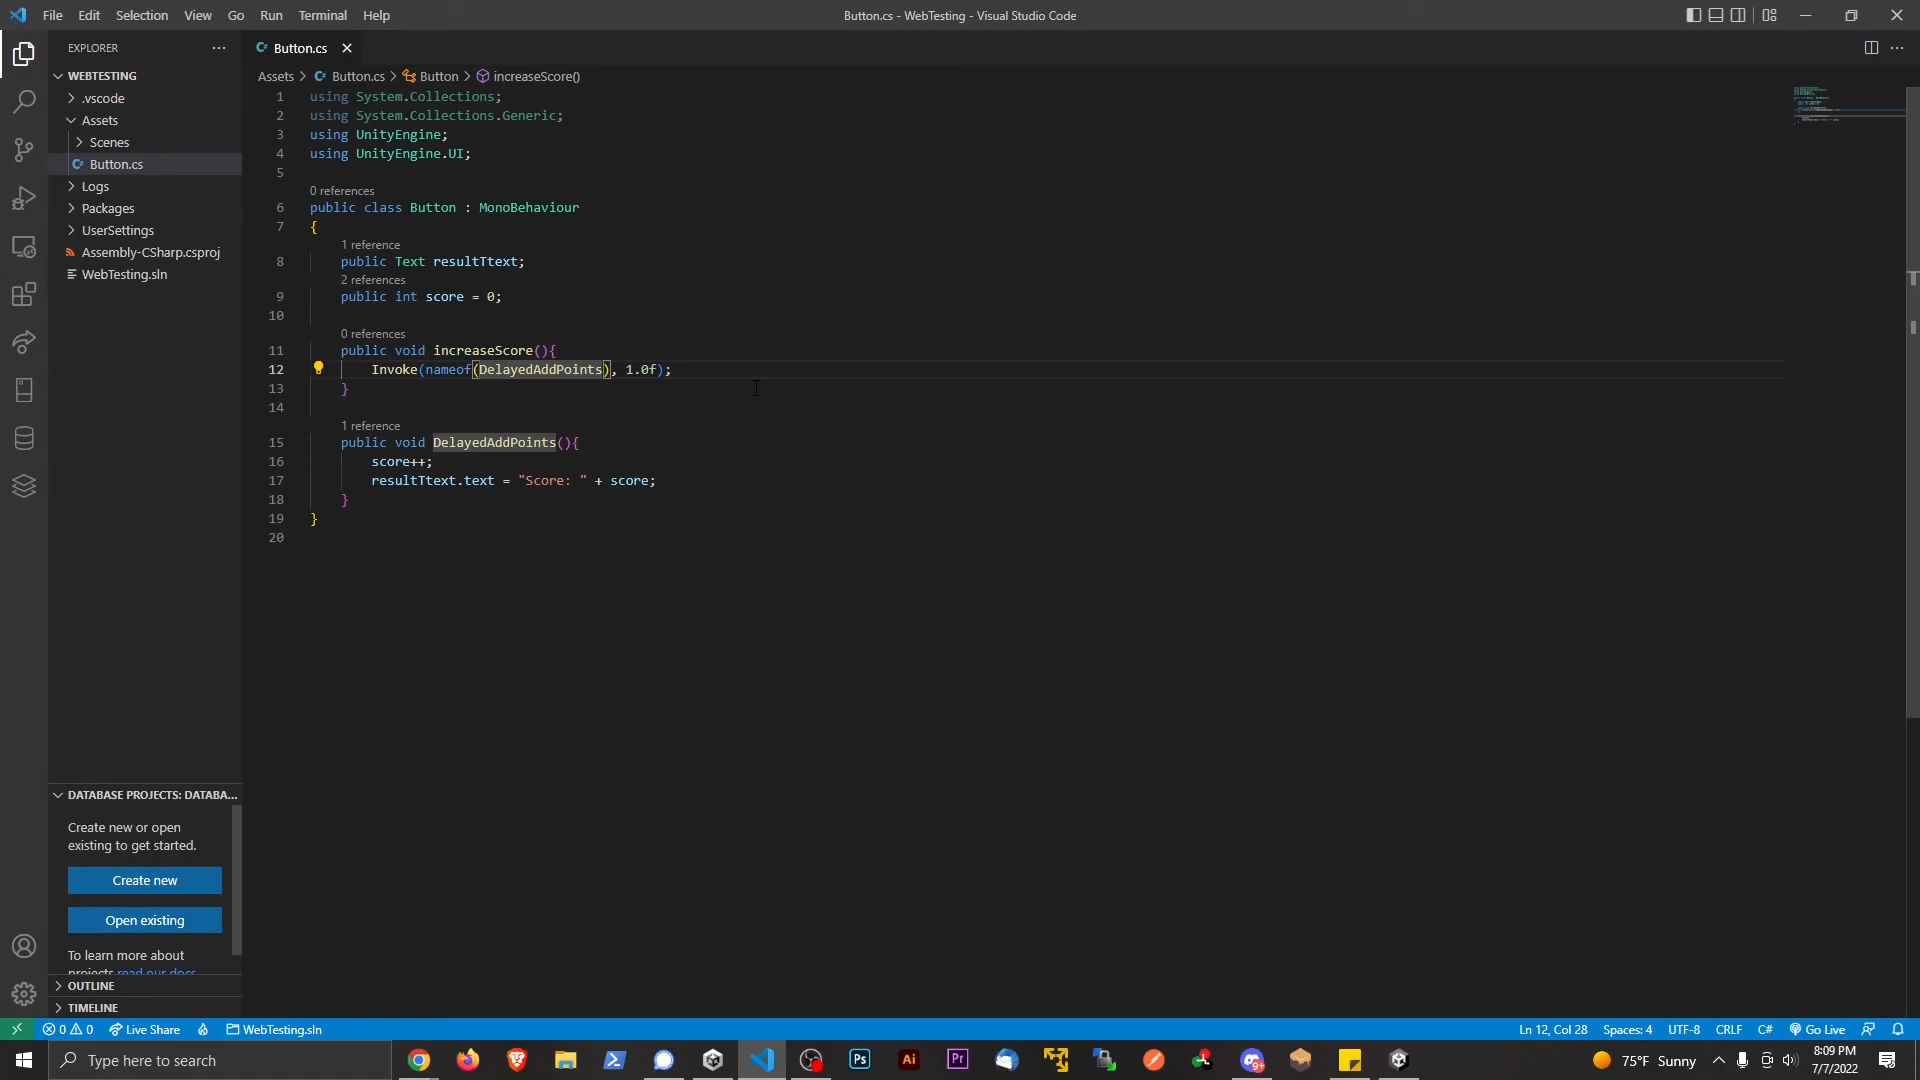 File Edit Selection View Go Run Terminal Help
Button.cs - WebTesting - Visual Studio Code
EXPLORER
WEBTESTING
.vscode
Assets
Scenes
Button.cs
Logs
Packages
UserSettings
Assembly-CSharp.csproj
WebTesting.sln
DATABASE PROJECTS: DATABA...
Create new or open
existing to get started.
Create new
Open existing
To learn more about
projects read our docs
OUTLINE
TIMELINE
Button.cs
Assets > Button.cs > Button > increaseScore()
1 using System.Collections;
2 using System.Collections.Generic;
3 using UnityEngine;
4 using UnityEngine.UI;
5
0 references
6 public class Button : MonoBehaviour
7 {
1 reference
8 public Text resultTtext;
2 references
9 public int score = 0;
10
0 references
11 public void increaseScore(){
12 Invoke(nameof(DelayedAddPoints), 1.0f);
13 }
14
1 reference
15 public void DelayedAddPoints(){
16 score++;
17 resultTtext.text = "Score: " + score;
18 }
19 }
20
0 0 Live Share WebTesting.sln
Ln 12, Col 28 Spaces: 4 UTF-8 CRLF C# Go Live
Type here to search
Ps Ai Pr 9+
75°F Sunny
8:09 PM
7/7/2022